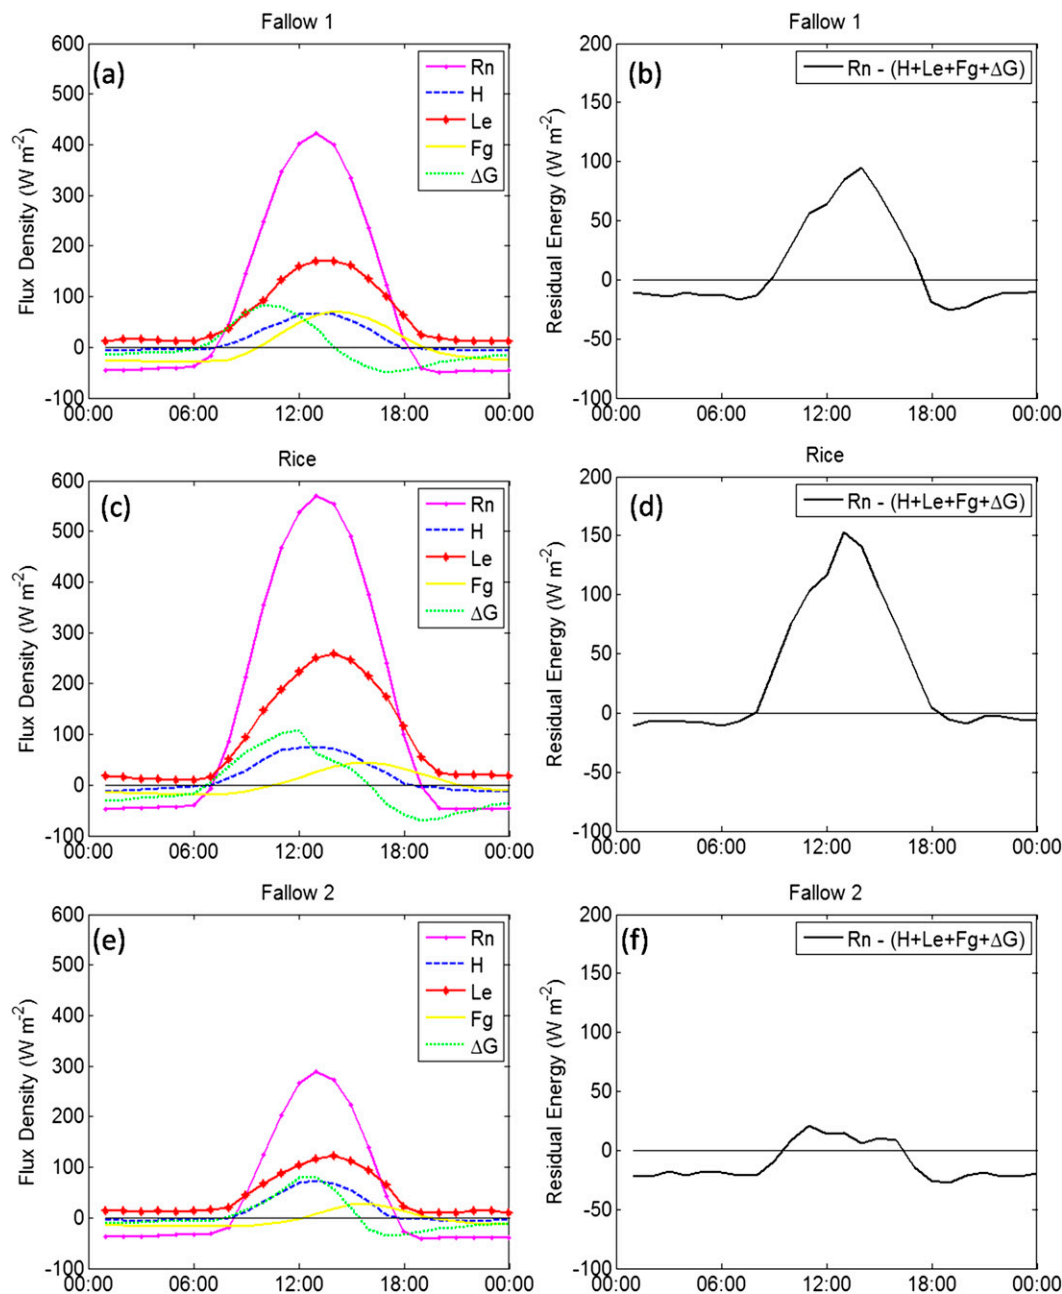 Fallow 1
(a)
Flux Density (W m-2)
600
500
400
300
200
100
0
-100
00:00 06:00 12:00 18:00 00:00
Rn
H
Le
Fg
ΔG
Fallow 1
(b)
Residual Energy (W m-2)
200
150
100
50
0
-50
-100
00:00 06:00 12:00 18:00 00:00
Rn - (H+Le+Fg+ΔG)
Rice
(c)
Flux Density (W m-2)
600
500
400
300
200
100
0
-100
00:00 06:00 12:00 18:00 00:00
Rn
H
Le
Fg
ΔG
Rice
(d)
Residual Energy (W m-2)
200
150
100
50
0
-50
-100
00:00 06:00 12:00 18:00 00:00
Rn - (H+Le+Fg+ΔG)
Fallow 2
(e)
Flux Density (W m-2)
600
500
400
300
200
100
0
-100
00:00 06:00 12:00 18:00 00:00
Rn
H
Le
Fg
ΔG
Fallow 2
(f)
Residual Energy (W m-2)
200
150
100
50
0
-50
-100
00:00 06:00 12:00 18:00 00:00
Rn - (H+Le+Fg+ΔG)